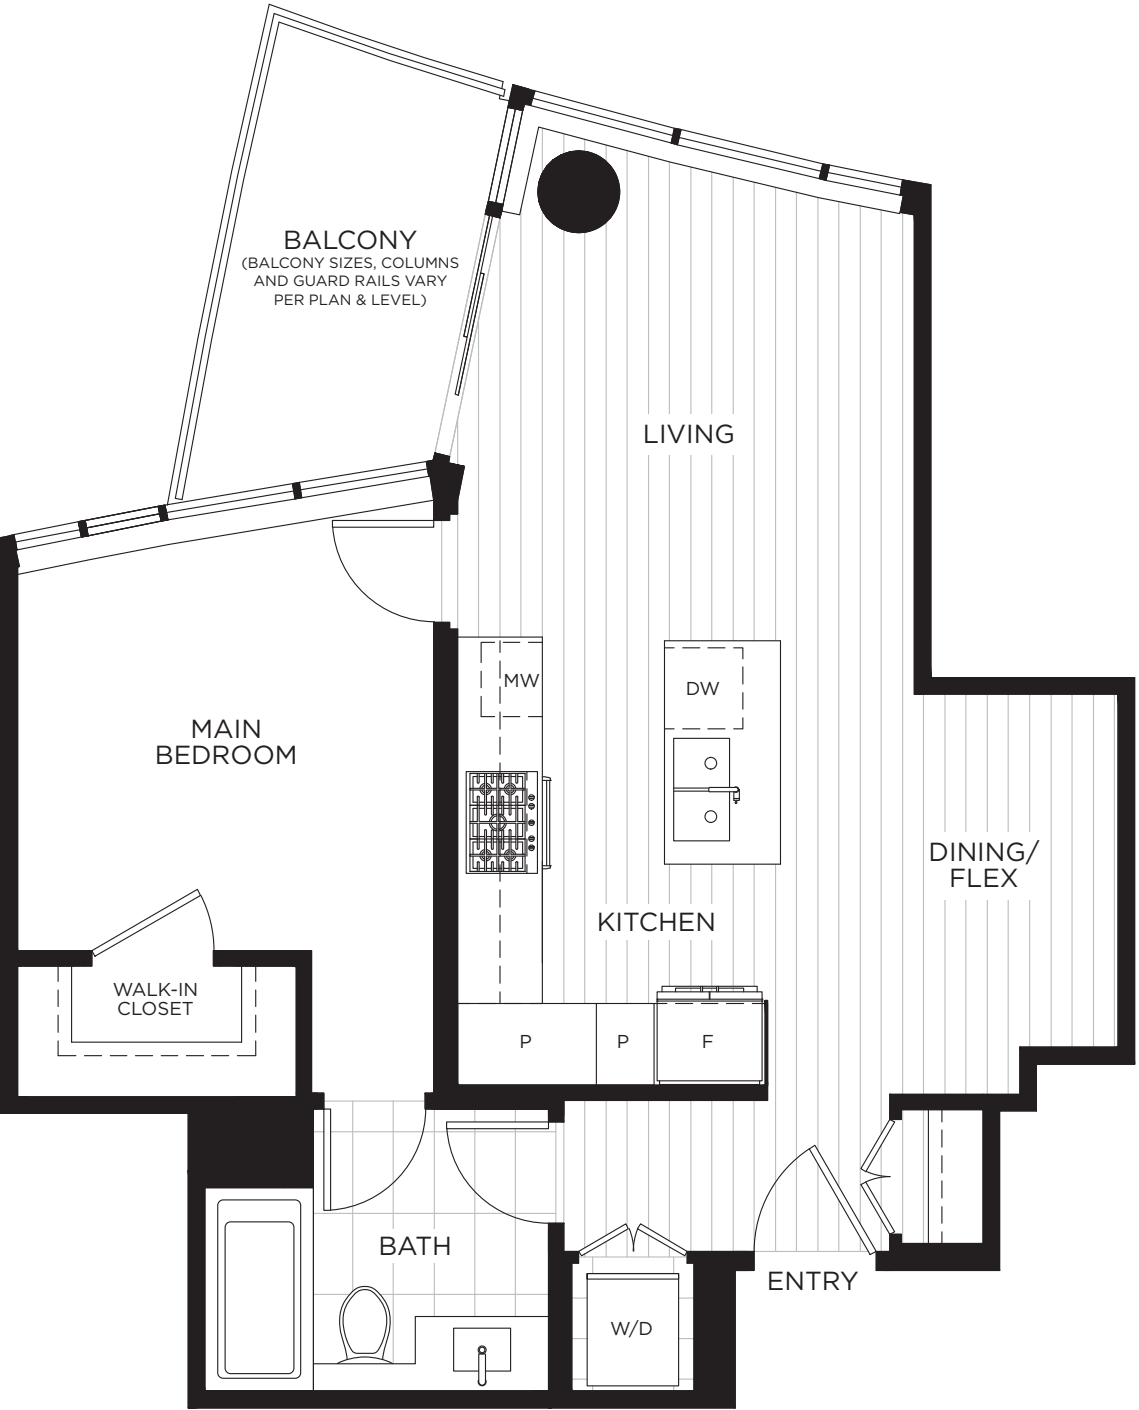 BALCONY
(BALCONY SIZES, COLUMNS
AND GUARD RAILS VARY
PER PLAN & LEVEL)
LIVING
MW
DW
MAIN
BEDROOM
DINING/
FLEX
KITCHEN
WALK-IN
CLOSET
P
P
F
BATH
ENTRY
W/D